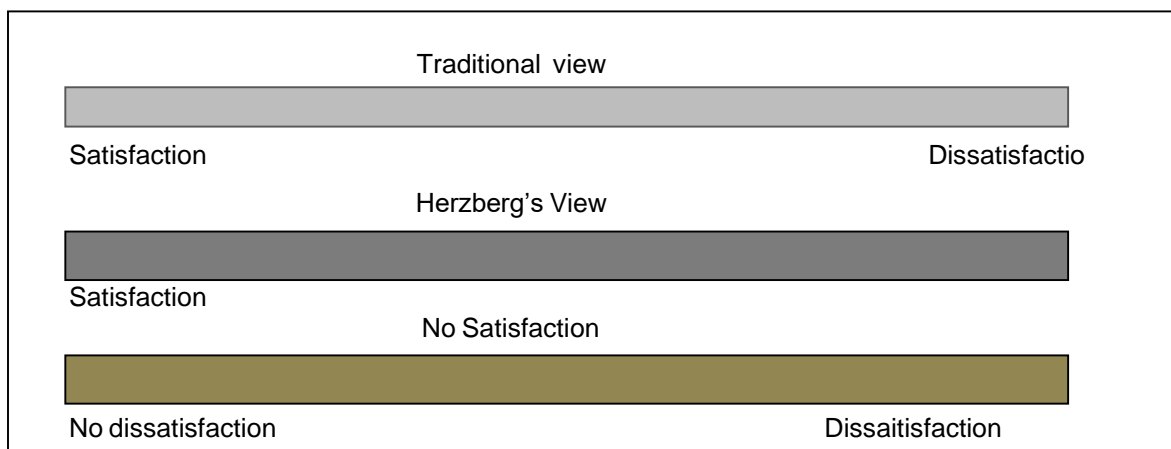 Traditional view
Satisfaction Dissatisfactio
Herzberg’s View
Satisfaction
No Satisfaction
No dissatisfaction Dissaitisfaction